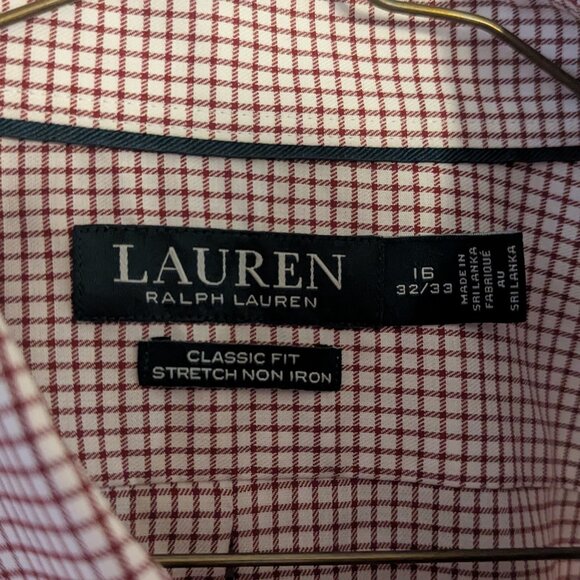 LAUREN
RALPH LAUREN
16
32/33
MADE IN
SRI LANKA
FABRIQUÉ
AU
SRI LANKA
CLASSIC FIT
STRETCH NON IRON